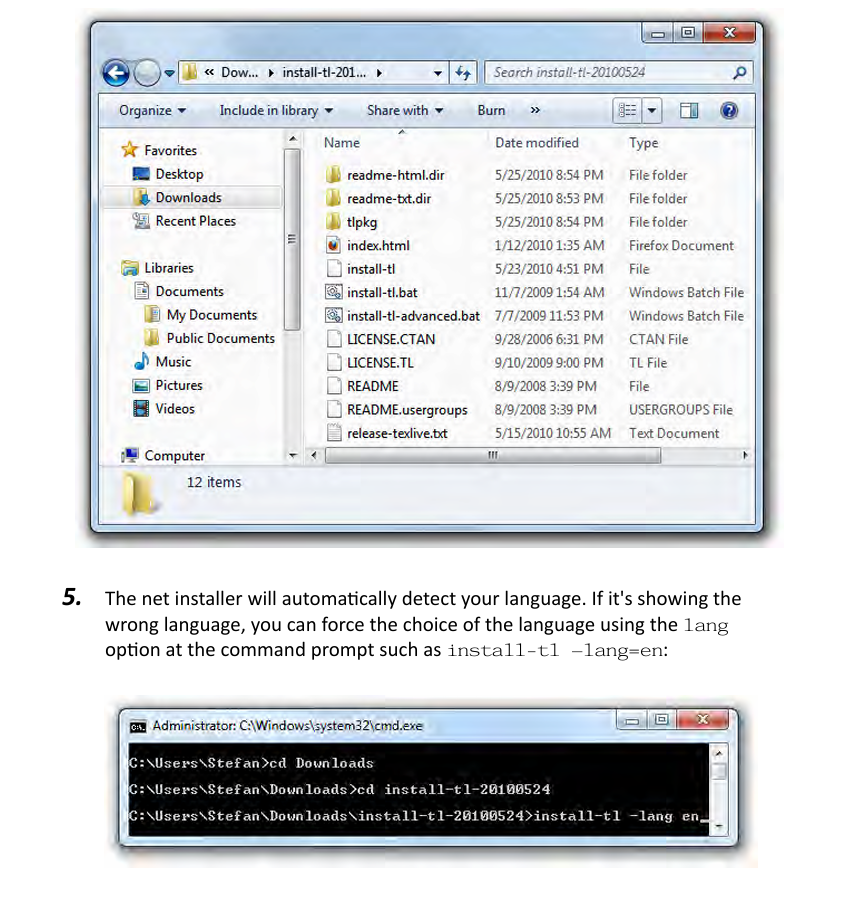 « Dow... ▸ install-tl-201... ▸ Search install-tl-20100524
Organize Include in library Share with Burn »
Name Date modified Type
Favorites
Desktop
Downloads
Recent Places
Libraries
Documents
My Documents
Public Documents
Music
Pictures
Videos
Computer
readme-html.dir 5/25/2010 8:54 PM File folder
readme-txt.dir 5/25/2010 8:53 PM File folder
tlpkg 5/25/2010 8:54 PM File folder
index.html 1/12/2010 1:35 AM Firefox Document
install-tl 5/23/2010 4:51 PM File
install-tl.bat 11/7/2009 1:54 AM Windows Batch File
install-tl-advanced.bat 7/7/2009 11:53 PM Windows Batch File
LICENSE.CTAN 9/28/2006 6:31 PM CTAN File
LICENSE.TL 9/10/2009 9:00 PM TL File
README 8/9/2008 3:39 PM File
README.usergroups 8/9/2008 3:39 PM USERGROUPS File
release-texlive.txt 5/15/2010 10:55 AM Text Document
12 items
5. The net installer will automatically detect your language. If it's showing the
wrong language, you can force the choice of the language using the lang
option at the command prompt such as install-tl –lang=en:
Administrator: C:\Windows\system32\cmd.exe
C:\Users\Stefan>cd Downloads
C:\Users\Stefan\Downloads>cd install-tl-20100524
C:\Users\Stefan\Downloads\install-tl-20100524>install-tl -lang en_